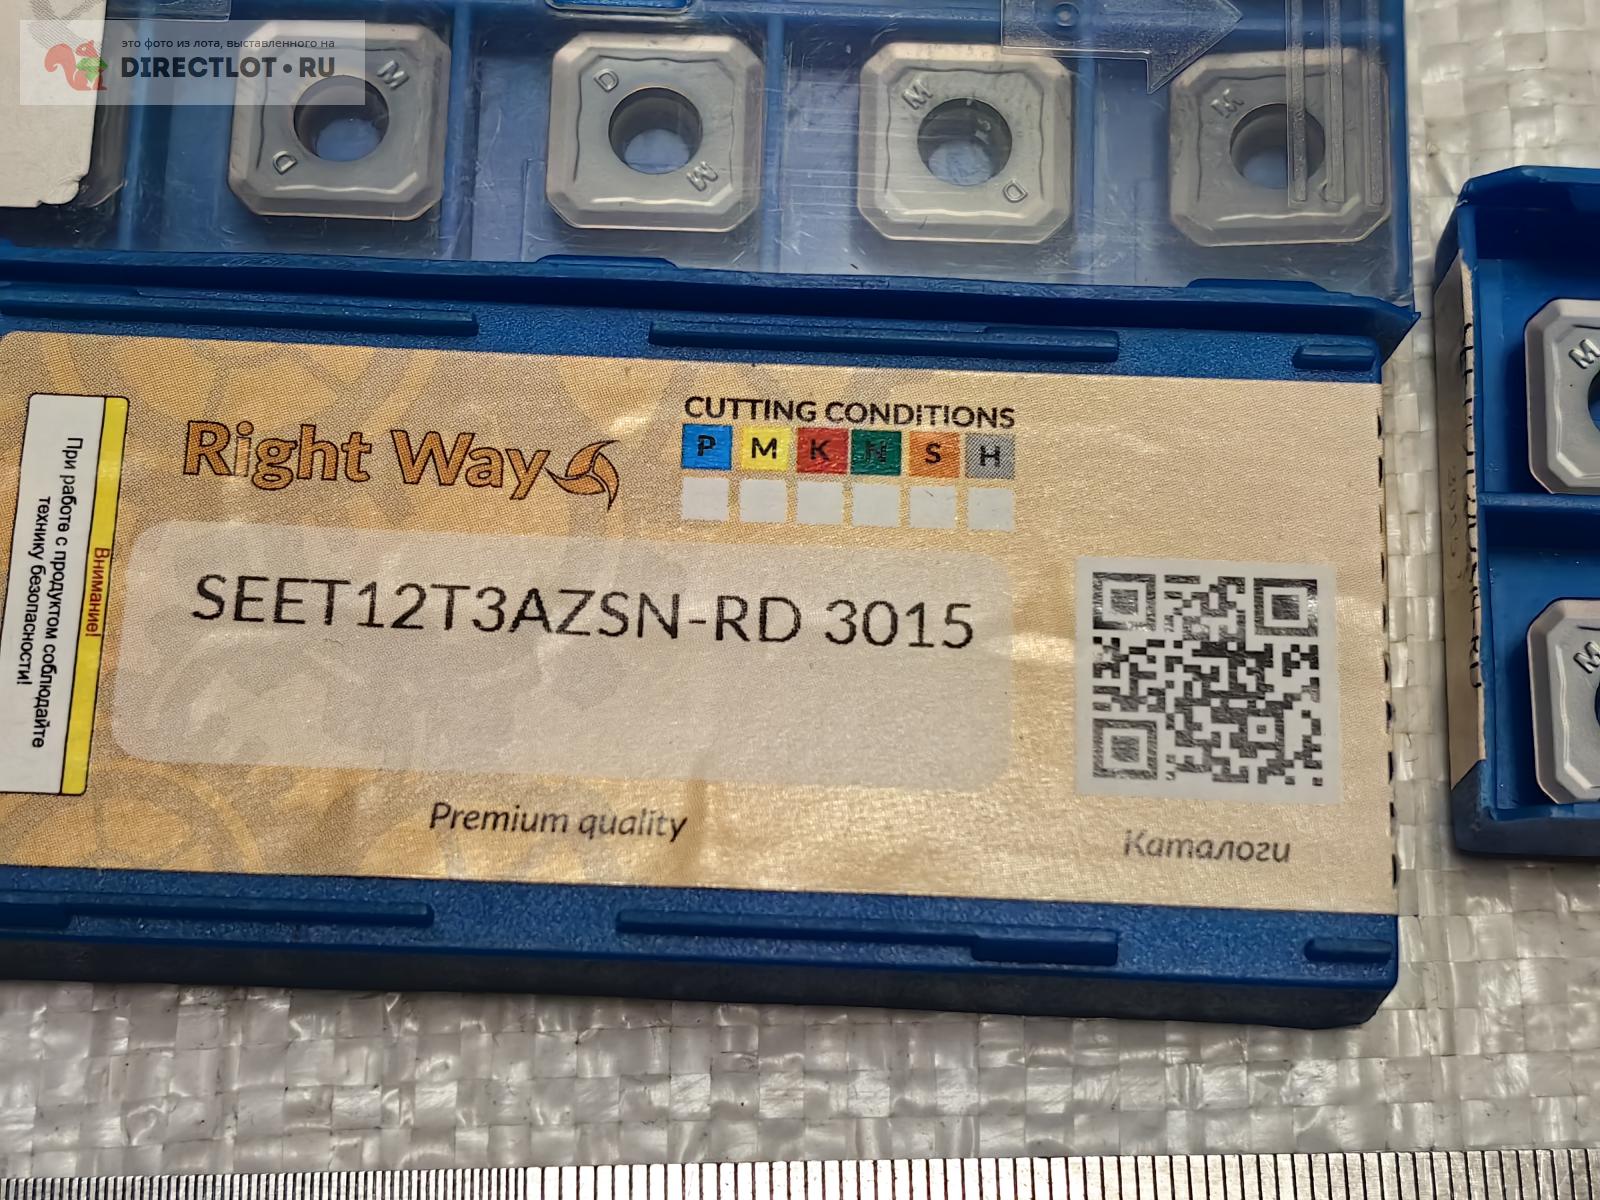 это фото из лота, выставленного на
DIRECTLOT•RU
M
D
D
M
M
D
M
Right Way
CUTTING CONDITIONS
P M K N S H
Внимание!
При работе с продуктом соблюдайте
технику безопасности!
SEET12T3AZSN-RD 3015
Premium quality
Каталоги
M
M